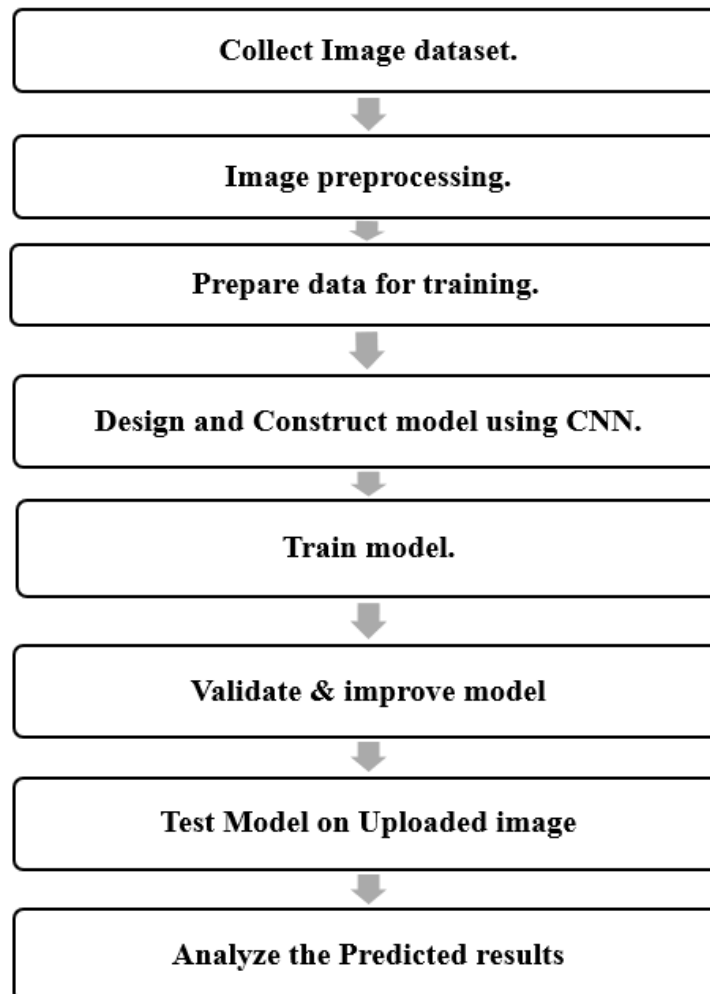 Collect Image dataset.
Image preprocessing.
Prepare data for training.
Design and Construct model using CNN.
Train model.
Validate & improve model
Test Model on Uploaded image
Analyze the Predicted results